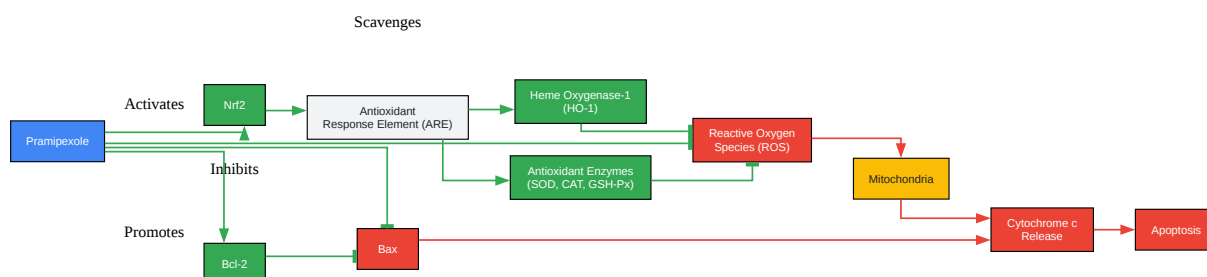 Scavenges
Activates
Nrf2
Antioxidant
Response Element (ARE)
Heme Oxygenase-1
(HO-1)
Pramipexole
Reactive Oxygen
Species (ROS)
Inhibits
Antioxidant Enzymes
(SOD, CAT, GSH-Px)
Mitochondria
Promotes
Bcl-2
Bax
Cytochrome c
Release
Apoptosis